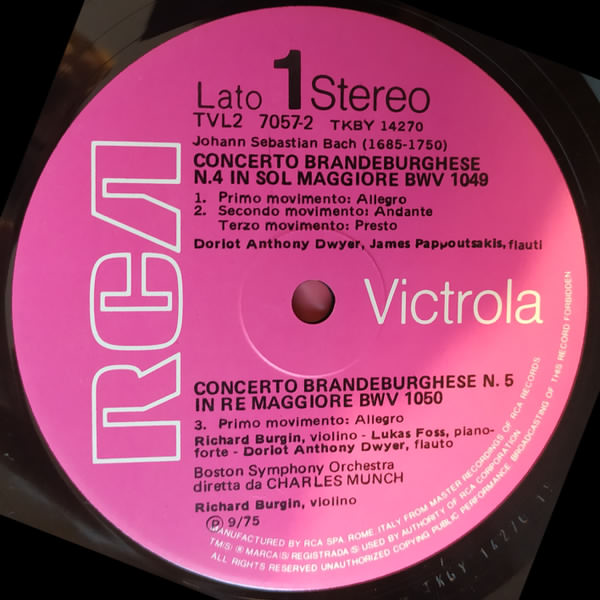 Lato 1 Stereo
TVL2 7057-2 TKBY 14270
Johann Sebastian Bach (1685-1750)
CONCERTO BRANDEBURGHESE
N.4 IN SOL MAGGIORE BWV 1049
1. Primo movimento: Allegro
2. Secondo movimento: Andante
Terzo movimento: Presto
Doriot Anthony Dwyer, James Pappoutsakis, flauti
RCA
Victrola
CONCERTO BRANDEBURGHESE N. 5
IN RE MAGGIORE BWV 1050
3. Primo movimento: Allegro
Richard Burgin, violino - Lukas Foss, piano-
forte - Doriot Anthony Dwyer, flauto
Boston Symphony Orchestra
diretta da CHARLES MUNCH
Richard Burgin, violino
Ⓟ 9/75
MANUFACTURED BY RCA SPA. ROME. ITALY FROM MASTER RECORDINGS OF RCA RECORDS
TM(S) ® MARCA(S) REGISTRADA(S) USED BY AUTHORITY OF RCA CORPORATION
ALL RIGHTS RESERVED UNAUTHORIZED COPYING PUBLIC PERFORMANCE BROADCASTING OF THIS RECORD FORBIDDEN
TKBY 14270